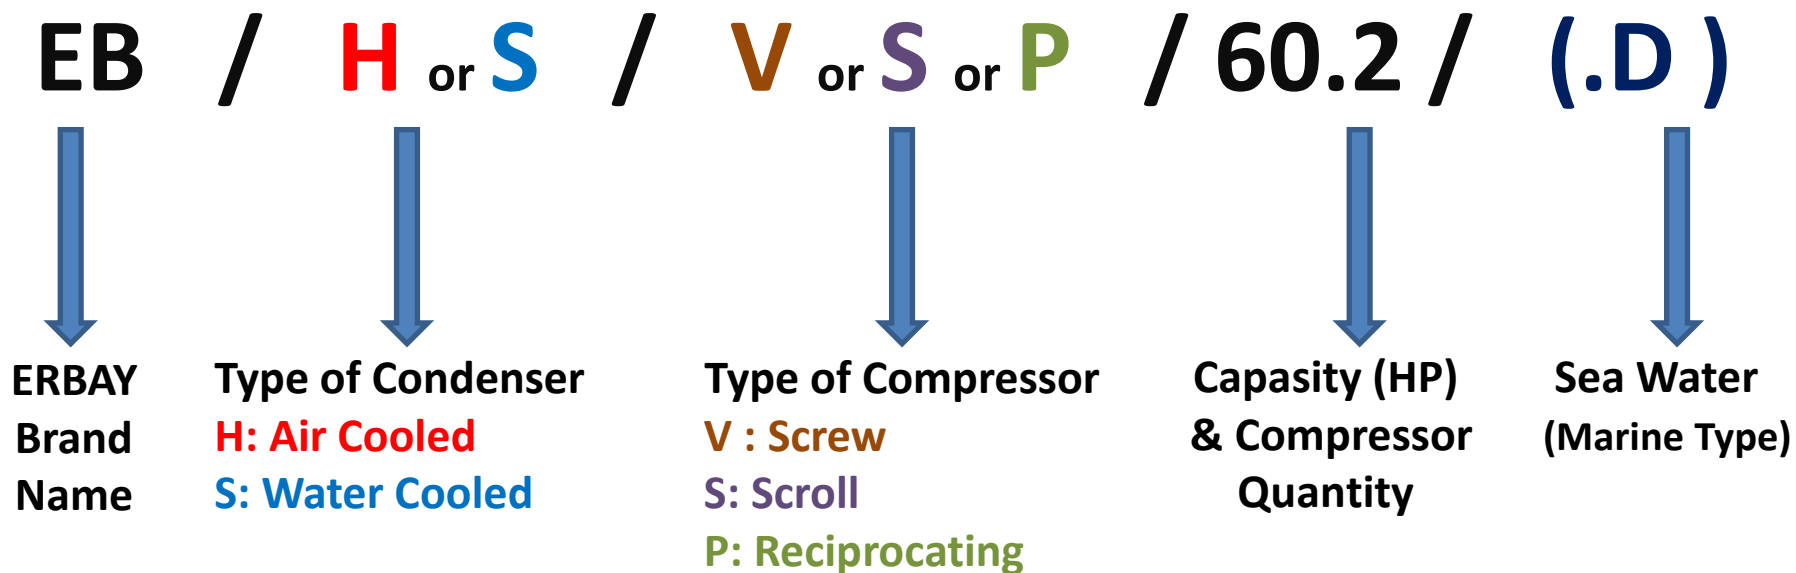 EB / H or S / V or S or P / 60.2 / (.D )
ERBAY
Brand
Name
Type of Condenser
H: Air Cooled
S: Water Cooled
Type of Compressor
V : Screw
S: Scroll
P: Reciprocating
Capasity (HP)
& Compressor
Quantity
Sea Water
(Marine Type)